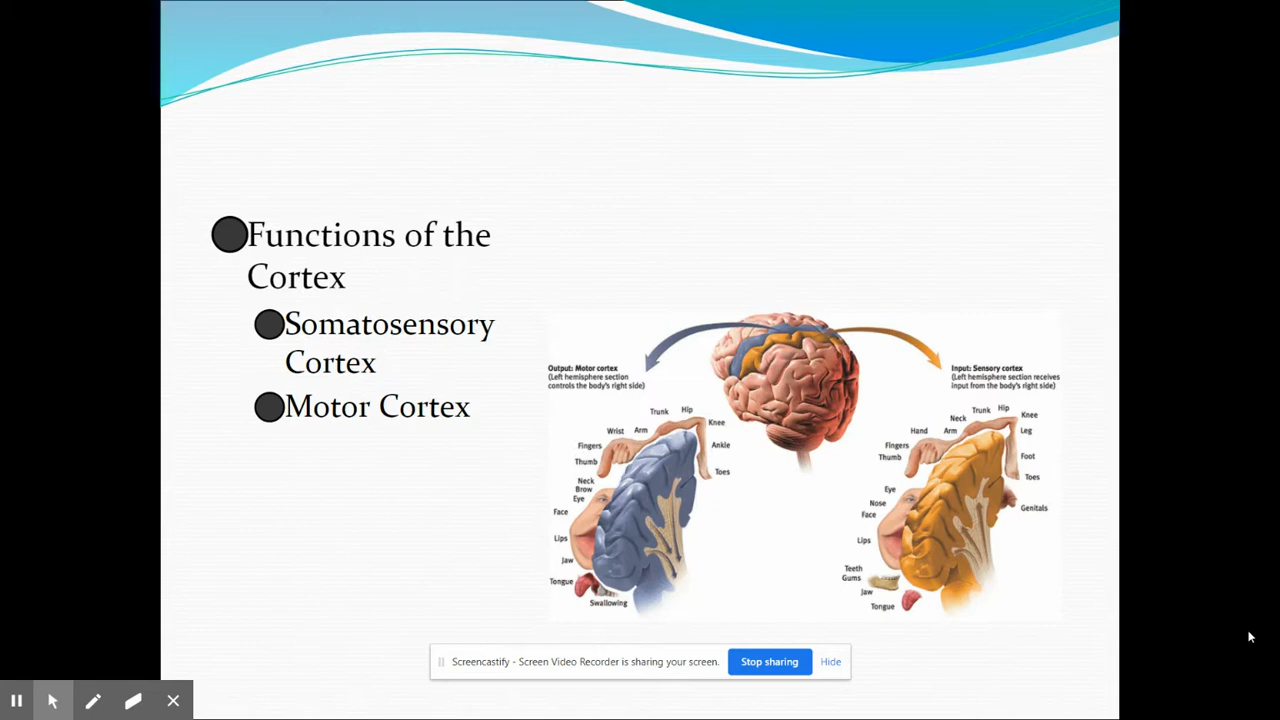 Functions of the
Cortex
Somatosensory
Cortex
Motor Cortex
Output: Motor cortex
(Left hemisphere section
controls the body's right side)
Trunk
Hip
Knee
Wrist
Arm
Fingers
Ankle
Thumb
Toes
Neck
Brow
Eye
Face
Lips
Jaw
Tongue
Swallowing
Input: Sensory cortex
(Left hemisphere section receives
input from the body's right side)
Trunk
Hip
Neck
Knee
Hand
Arm
Leg
Fingers
Foot
Thumb
Toes
Eye
Nose
Genitals
Face
Lips
Teeth
Gums
Jaw
Tongue
Screencastify - Screen Video Recorder is sharing your screen.
Stop sharing
Hide